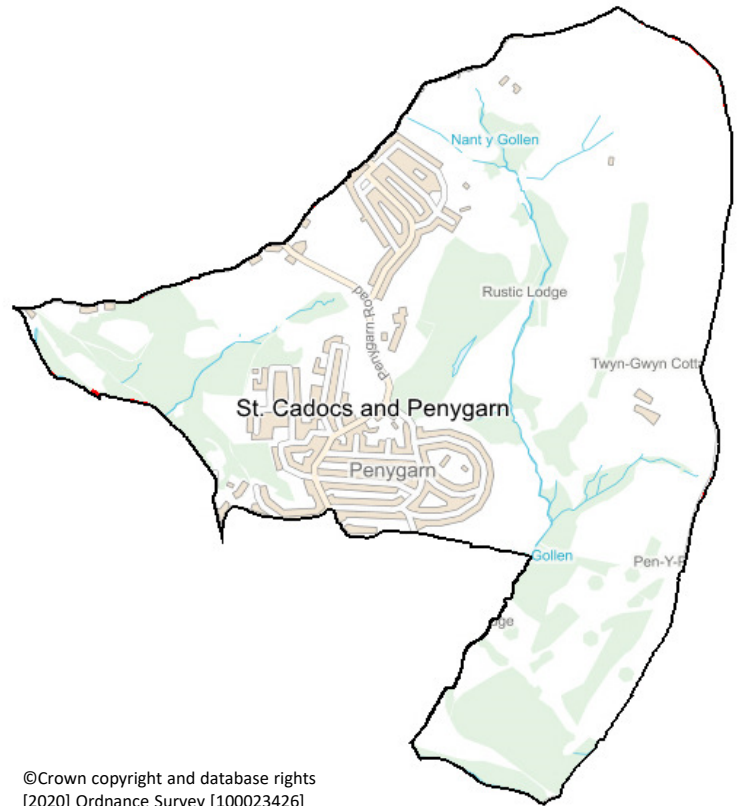 Nant y Gollen
Rustic Lodge
Penygarn Road
Twyn-Gwyn Cotta
St. Cadocs and Penygarn
Penygarn
Gollen
Pen-Y-P
dge
©Crown copyright and database rights
[2020] Ordnance Survey [100023426]